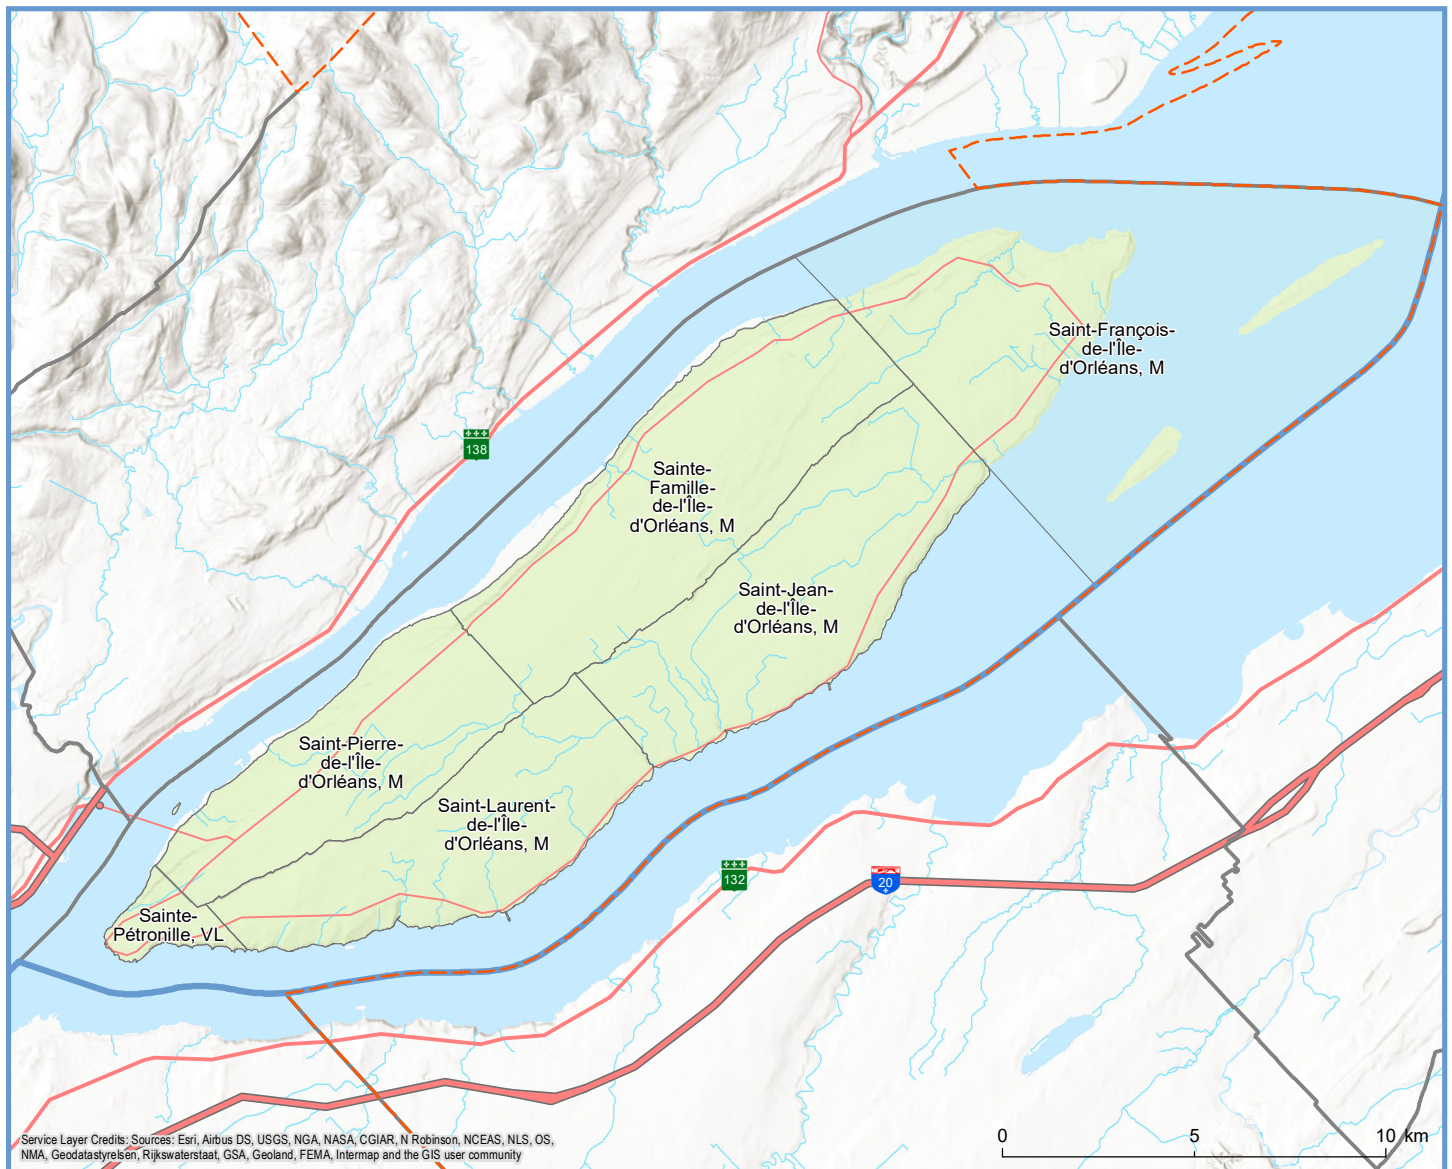 Saint-François-
de-l'Île-
d'Orléans, M
138
Sainte-
Famille-
de-l'Île-
d'Orléans, M
Saint-Jean-
de-l'Île-
d'Orléans, M
Saint-Pierre-
de-l'Île-
d'Orléans, M
Saint-Laurent-
de-l'Île-
d'Orléans, M
132
20
Sainte-
Pétronille, VL
Service Layer Credits: Sources: Esri, Airbus DS, USGS, NGA, NASA, CGIAR, N Robinson, NCEAS, NLS, OS,
NMA, Geodatastyrelsen, Rijkswaterstaat, GSA, Geoland, FEMA, Intermap and the GIS user community
0 5 10 km